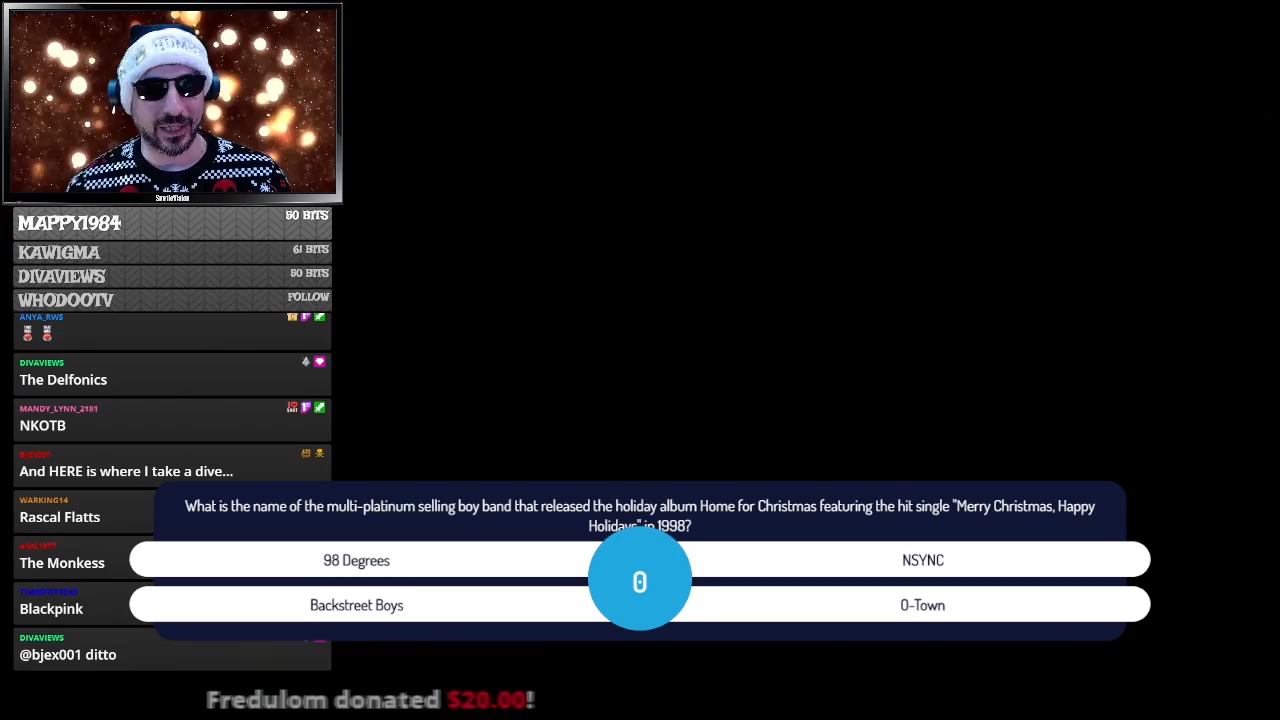 SmvtieVision
MAPPY1984 50 BITS
KAWIGMA 61 BITS
DIVAVIEWS 50 BITS
WHODOOTV FOLLOW
ANYA_RWS
DIVAVIEWS
The Delfonics
MANDY_LYNN_2181
NKOTB
BJEX001
And HERE is where I take a dive...
WARKING14
Rascal Flatts
The Monkess
Blackpink
DIVAVIEWS
@bjex001 ditto
What is the name of the multi-platinum selling boy band that released the holiday album Home for Christmas featuring the hit single "Merry Christmas, Happy
Holidays" in 1998?
98 Degrees NSYNC
0
Backstreet Boys O-Town
Fredulom donated $20.00!